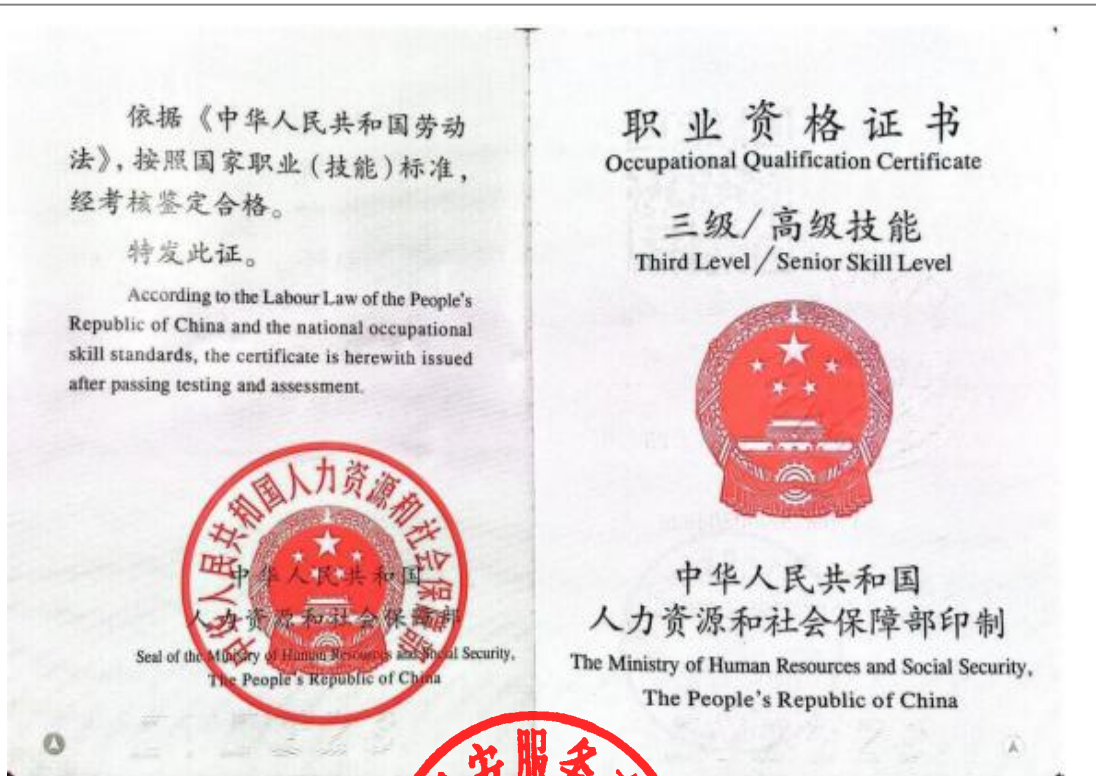 依据《中华人民共和国劳动
法》,按照国家职业(技能)标准,
经考核鉴定合格。
特发此证。
According to the Labour Law of the People's
Republic of China and the national occupational
skill standards, the certificate is herewith issued
after passing testing and assessment.
中华人民共和国人力资源和社会保障部
中华人民共和国
人力资源和社会保障部
Seal of the Ministry of Human Resources and Social Security,
The People's Republic of China
职业资格证书
Occupational Qualification Certificate
三级/高级技能
Third Level/Senior Skill Level
中华人民共和国
人力资源和社会保障部印制
The Ministry of Human Resources and Social Security,
The People's Republic of China
安服务